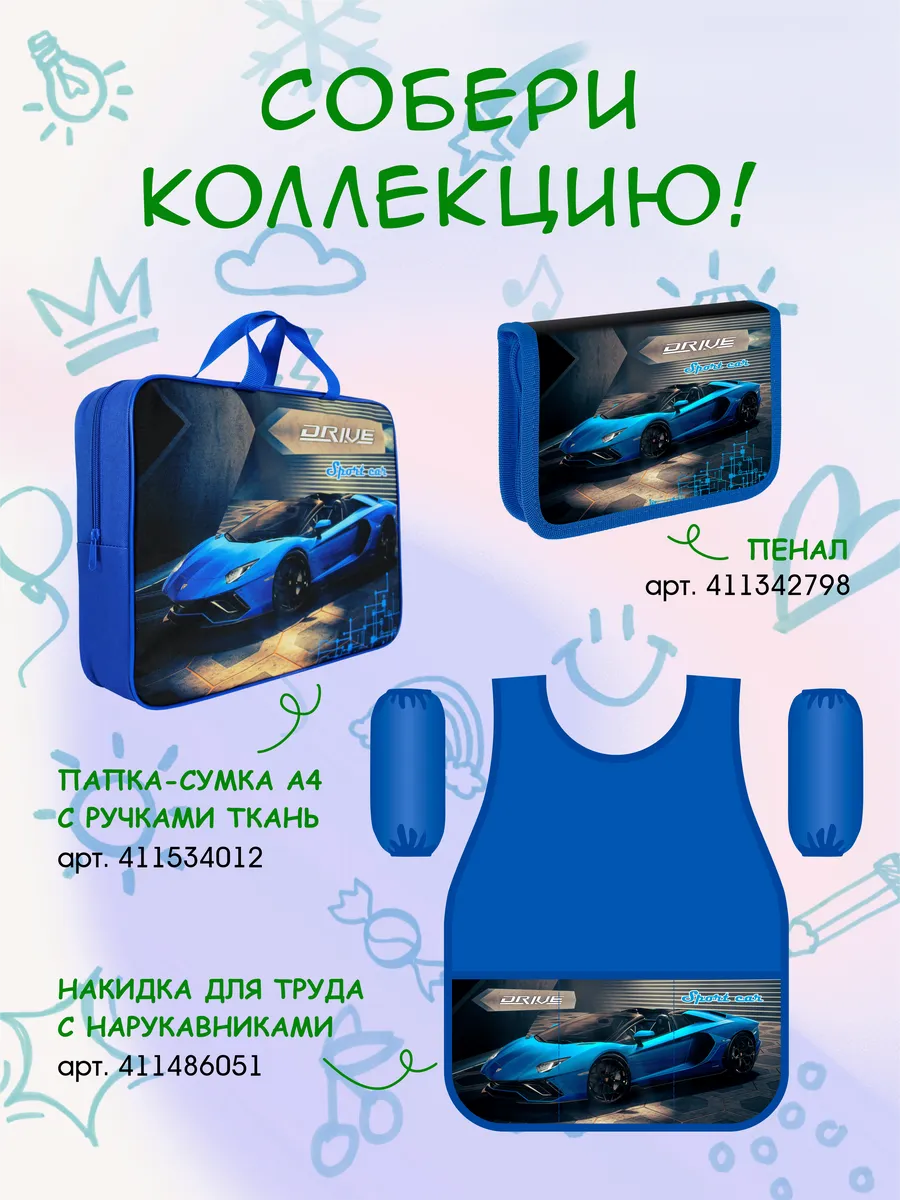 СОБЕРИ
КОЛЛЕКЦИЮ!
DRIVE
Sport car
DRIVE
Sport car
ПЕНАЛ
арт. 411342798
ПАПКА-СУМКА А4
С РУЧКАМИ ТКАНЬ
арт. 411534012
НАКИДКА ДЛЯ ТРУДА
С НАРУКАВНИКАМИ
арт. 411486051
DRIVE
Sport car